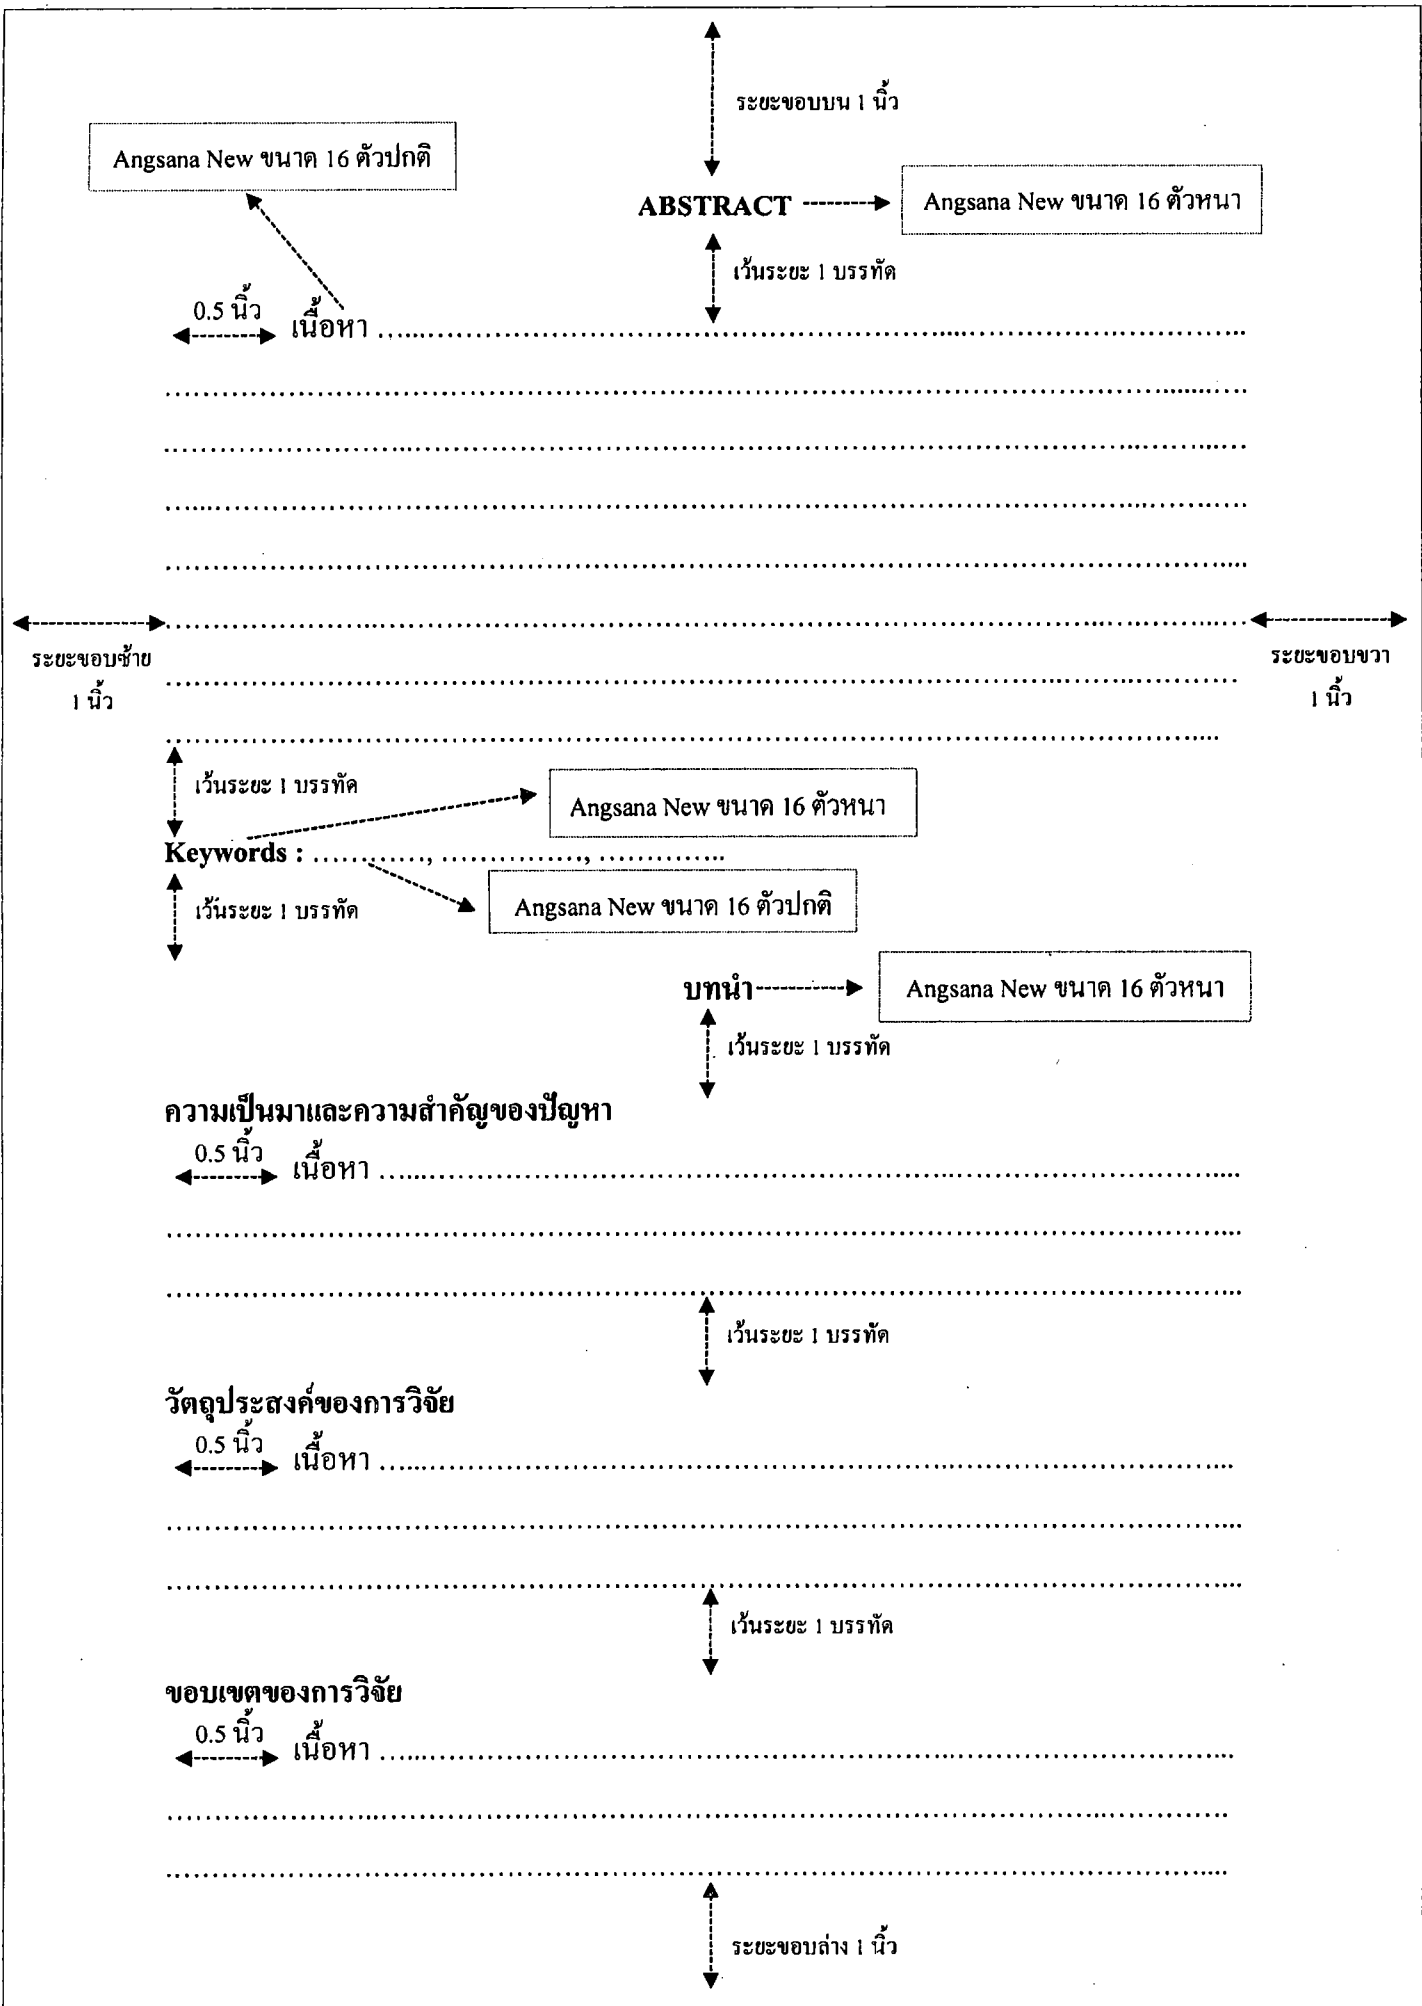 ระยะขอบบน 1 นิ้ว
Angsana New ขนาด 16 ตัวปกติ
ABSTRACT
Angsana New ขนาด 16 ตัวหนา
เว้นระยะ 1 บรรทัด
0.5 นิ้ว
เนื้อหา ................................................................
................................................................
................................................................
................................................................
................................................................
................................................................
ระยะขอบซ้าย
1 นิ้ว
ระยะขอบขวา
1 นิ้ว
................................................................
................................................................
เว้นระยะ 1 บรรทัด
Angsana New ขนาด 16 ตัวหนา
Keywords : ............, ..............., ..............
เว้นระยะ 1 บรรทัด
Angsana New ขนาด 16 ตัวปกติ
บทนำ
Angsana New ขนาด 16 ตัวหนา
เว้นระยะ 1 บรรทัด
ความเป็นมาและความสำคัญของปัญหา
0.5 นิ้ว
เนื้อหา ................................................................
................................................................
................................................................
เว้นระยะ 1 บรรทัด
วัตถุประสงค์ของการวิจัย
0.5 นิ้ว
เนื้อหา ................................................................
................................................................
................................................................
เว้นระยะ 1 บรรทัด
ขอบเขตของการวิจัย
0.5 นิ้ว
เนื้อหา ................................................................
................................................................
................................................................
ระยะขอบล่าง 1 นิ้ว